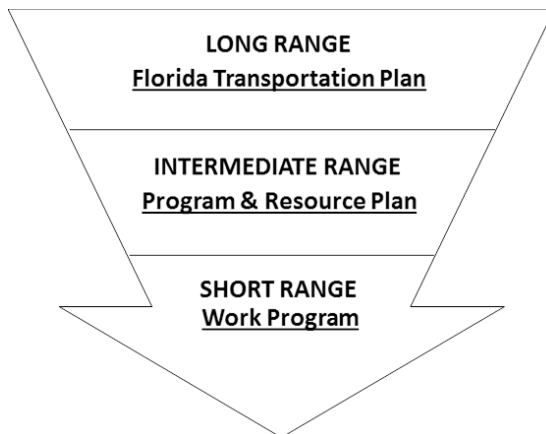 LONG RANGE
Florida Transportation Plan
INTERMEDIATE RANGE
Program & Resource Plan
SHORT RANGE
Work Program